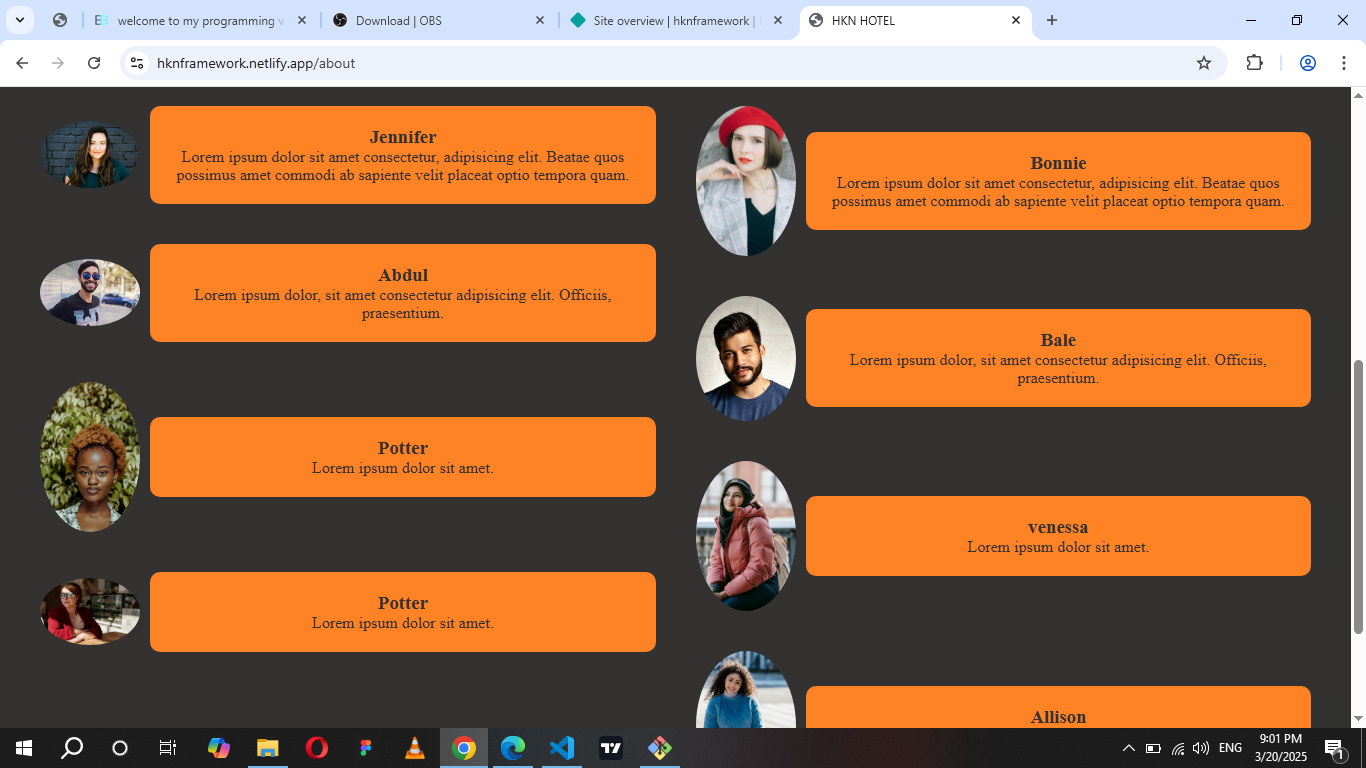 welcome to my programming w
Download | OBS
Site overview | hknframework |
HKN HOTEL
hknframework.netlify.app/about
Jennifer
Lorem ipsum dolor sit amet consectetur, adipisicing elit. Beatae quos
possimus amet commodi ab sapiente velit placeat optio tempora quam.
Abdul
Lorem ipsum dolor, sit amet consectetur adipisicing elit. Officiis,
praesentium.
Potter
Lorem ipsum dolor sit amet.
Potter
Lorem ipsum dolor sit amet.
Bonnie
Lorem ipsum dolor sit amet consectetur, adipisicing elit. Beatae quos
possimus amet commodi ab sapiente velit placeat optio tempora quam.
Bale
Lorem ipsum dolor, sit amet consectetur adipisicing elit. Officiis,
praesentium.
venessa
Lorem ipsum dolor sit amet.
Allison
ENG
9:01 PM
3/20/2025
1